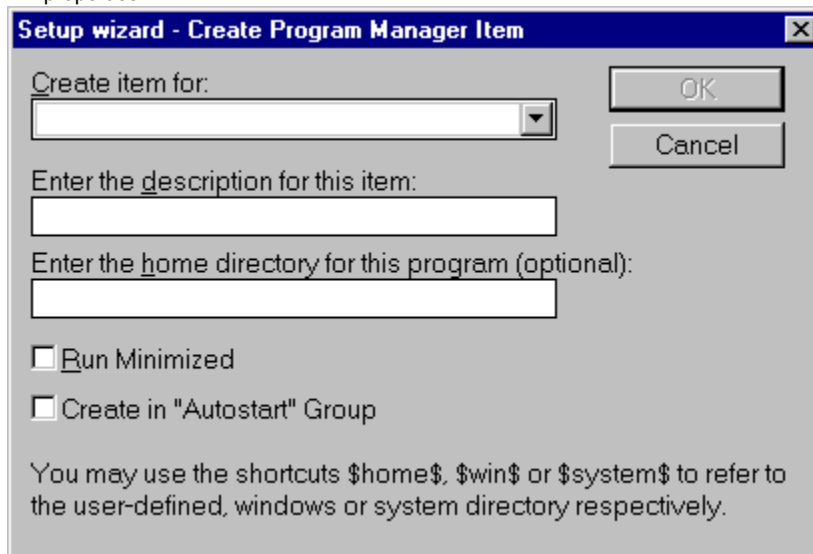 Setup wizard - Create Program Manager Item
Create item for:
OK
Cancel
Enter the description for this item:
Enter the home directory for this program (optional):
Run Minimized
Create in "Autostart" Group
You may use the shortcuts $home$, $win$ or $system$ to refer to
the user-defined, windows or system directory respectively.